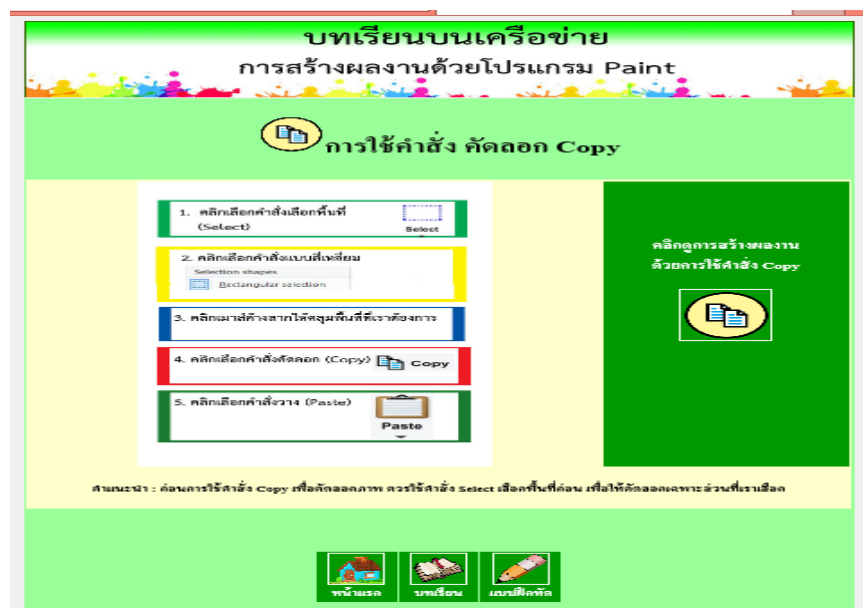 บทเรียนบนเครือข่าย
การสร้างผลงานด้วยโปรแกรม Paint
การใช้คำสั่ง คัดลอก Copy
1. คลิกเลือกคำสั่งเลือกพื้นที่
(Select)
Select
2. คลิกเลือกคำสั่งแบบสี่เหลี่ยม
Selection shapes
Rectangular selection
3. คลิกเมาส์ค้างลากให้คลุมพื้นที่ที่เราต้องการ
4. คลิกเลือกคำสั่งคัดลอก (Copy) Copy
5. คลิกเลือกคำสั่งวาง (Paste)
Paste
คลิกดูการสร้างผลงาน
ด้วยการใช้คำสั่ง Copy
คำแนะนำ : ก่อนการใช้คำสั่ง Copy เพื่อคัดลอกภาพ ควรใช้คำสั่ง Select เลือกพื้นที่ก่อน เพื่อให้คัดลอกเฉพาะส่วนที่เราเลือก
หน้าแรก
บทเรียน
แบบฝึกหัด